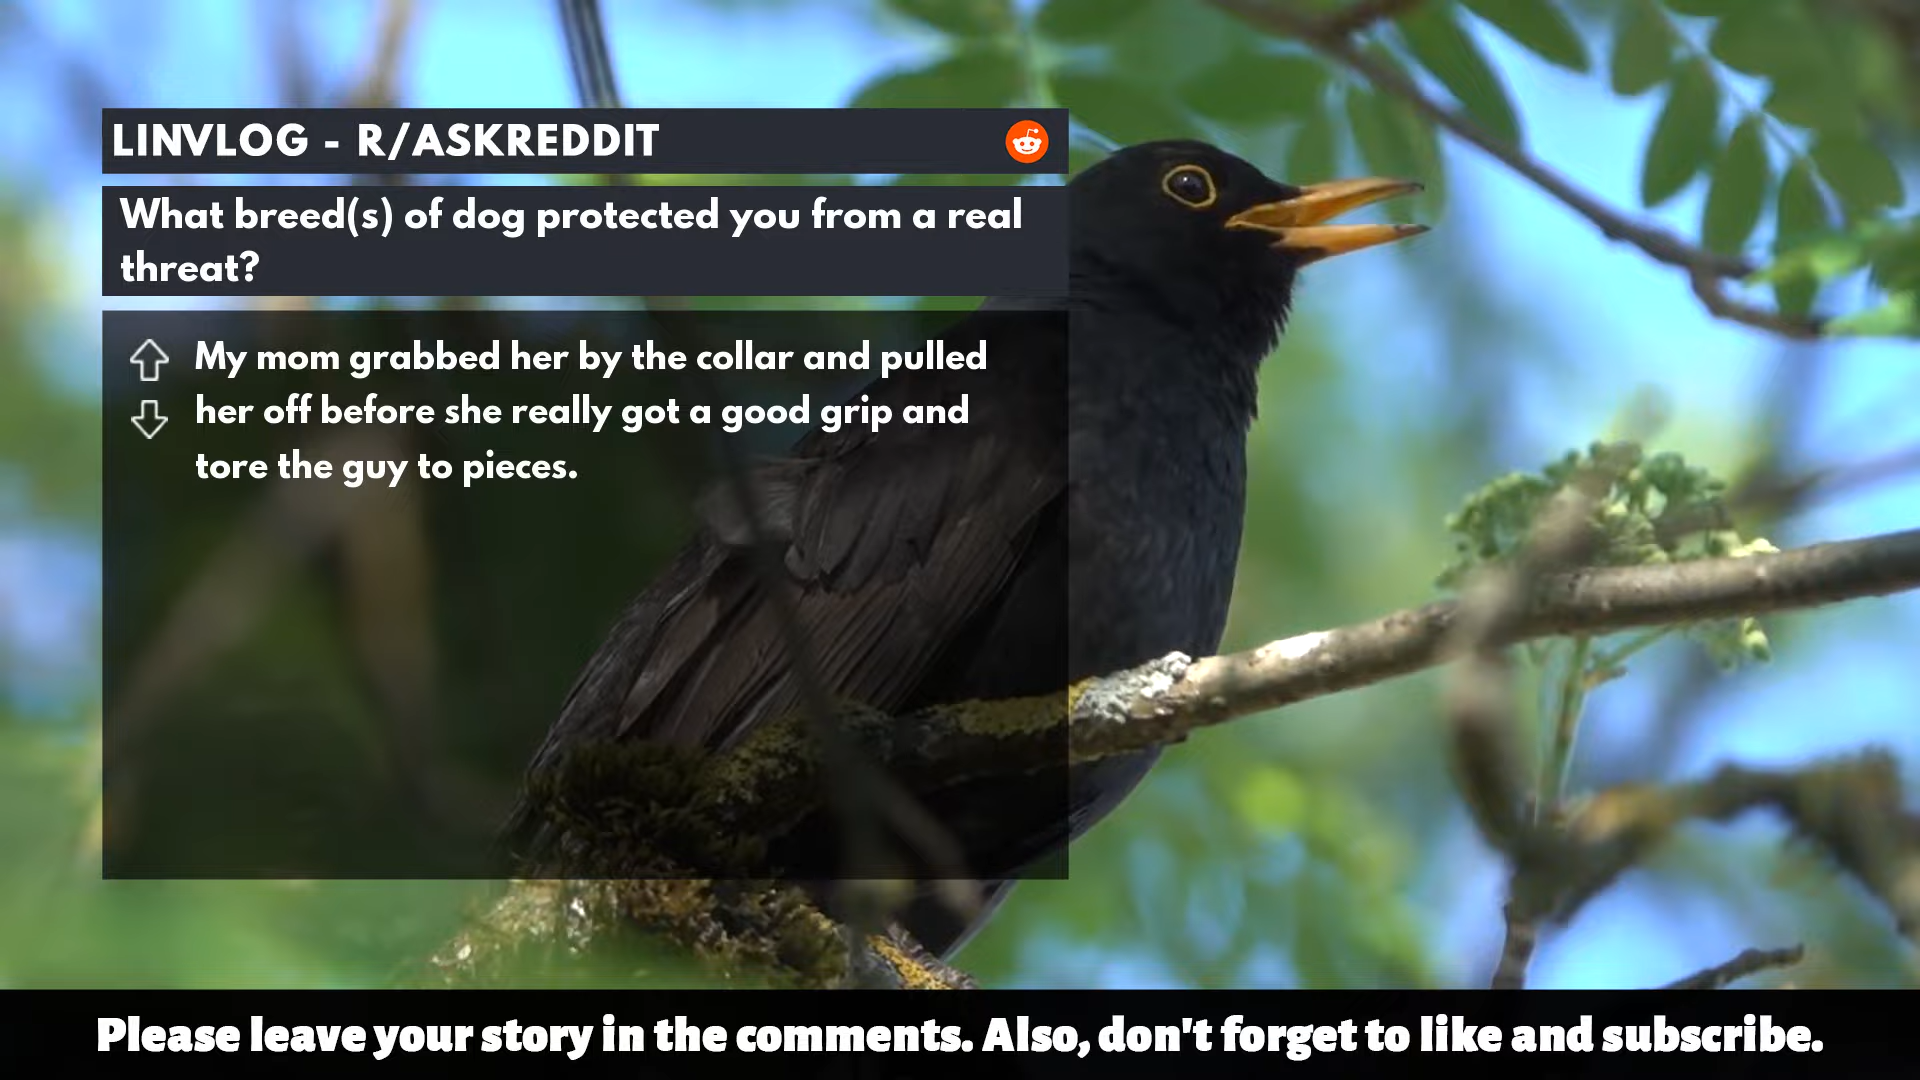 LINVLOG - R/ASKREDDIT
What breed(s) of dog protected you from a real
threat?
My mom grabbed her by the collar and pulled
her off before she really got a good grip and
tore the guy to pieces.
Please leave your story in the comments. Also, don't forget to like and subscribe.